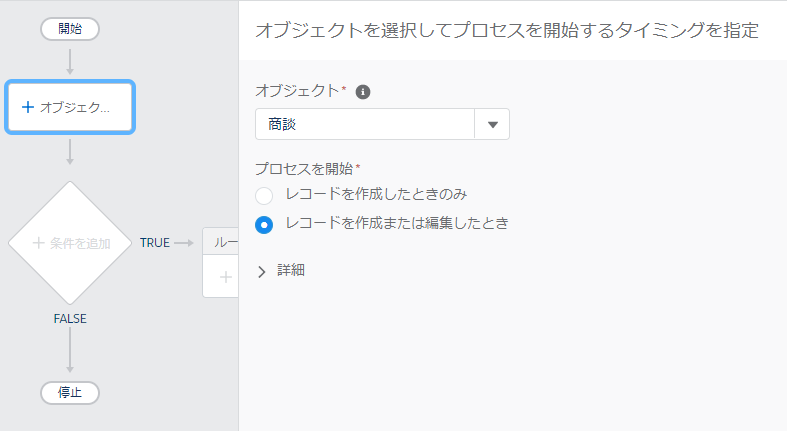 開始
+ オブジェク...
+ 条件を追加
TRUE
ルー
+
FALSE
停止
オブジェクトを選択してプロセスを開始するタイミングを指定
オブジェクト*
商談
プロセスを開始*
レコードを作成したときのみ
レコードを作成または編集したとき
詳細